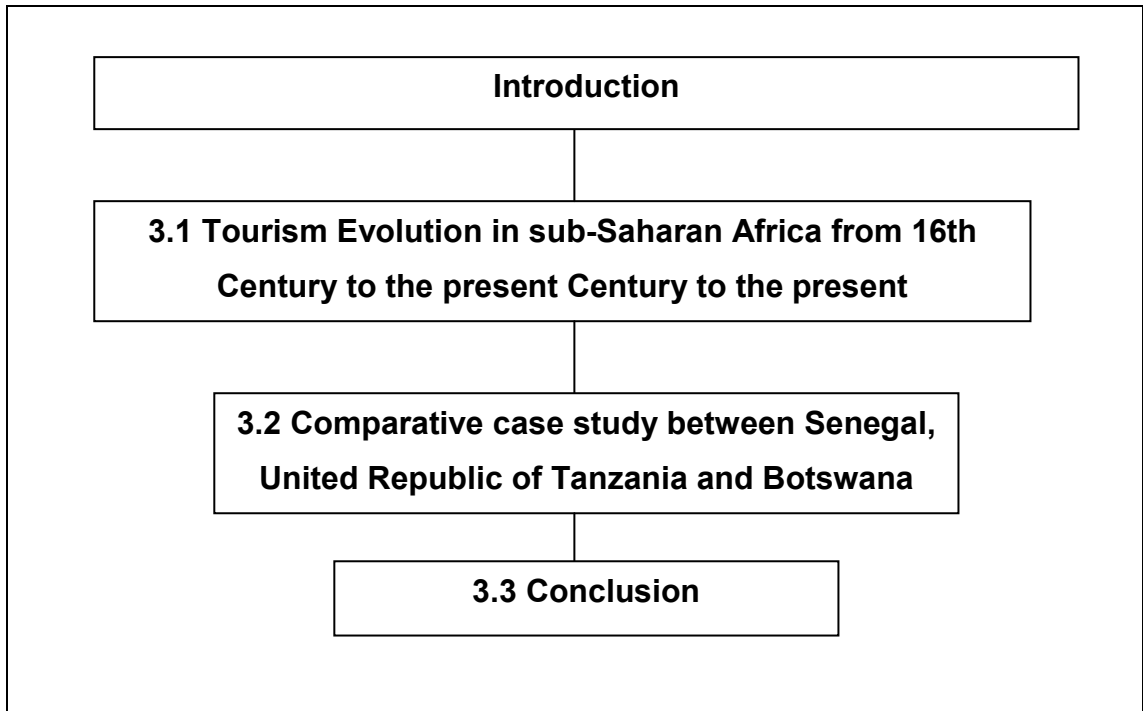 Introduction
3.1 Tourism Evolution in sub-Saharan Africa from 16th
Century to the present Century to the present
3.2 Comparative case study between Senegal,
United Republic of Tanzania and Botswana
3.3 Conclusion